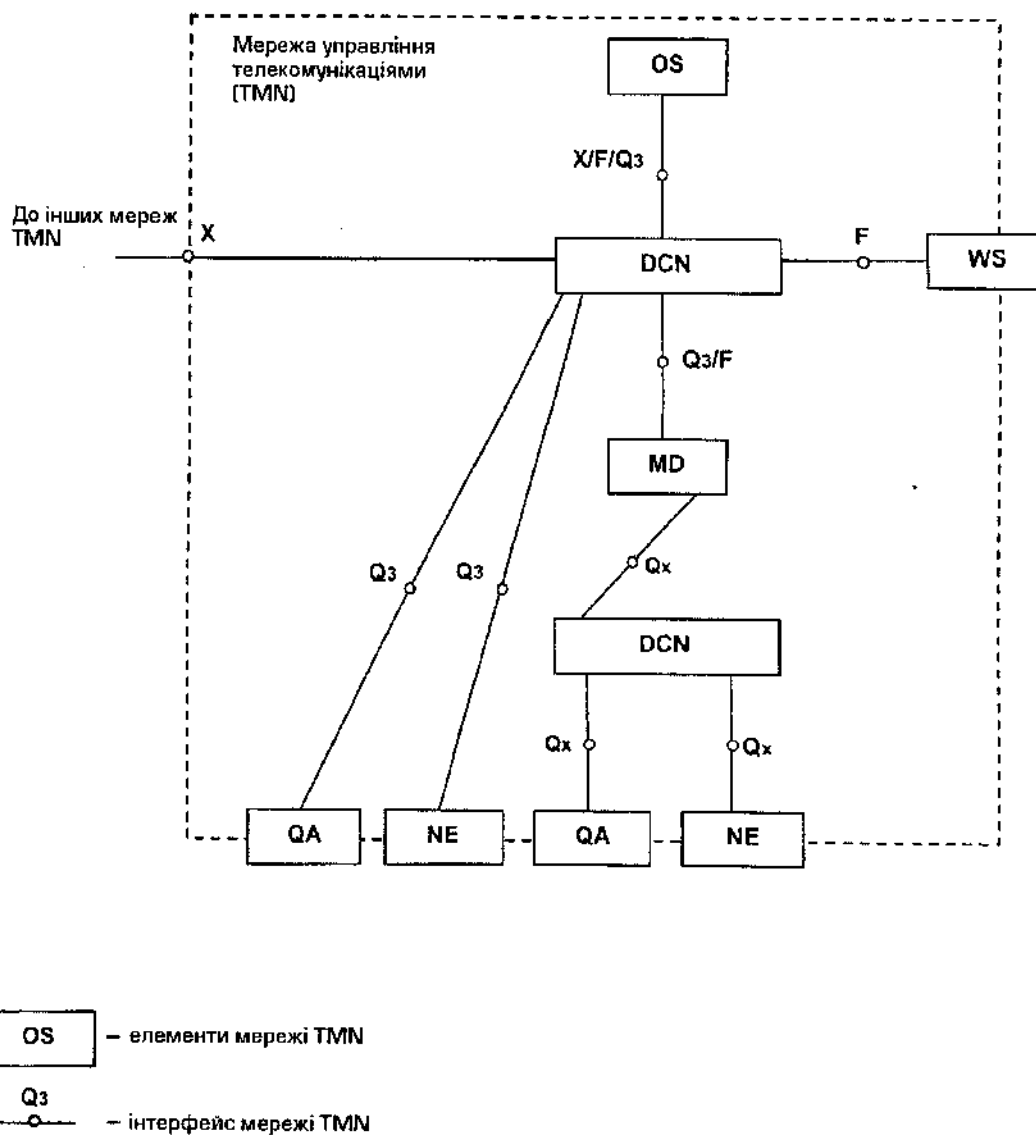 Мережа управління
телекомунікаціями
(TMN)
OS
X/F/Q3
До інших мереж
TMN
X
DCN
F
WS
Q3/F
MD
Q3
Q3
Qx
DCN
Qx
Qx
QA
NE
QA
NE
OS – елементи мережі TMN
Q3
– інтерфейс мережі TMN